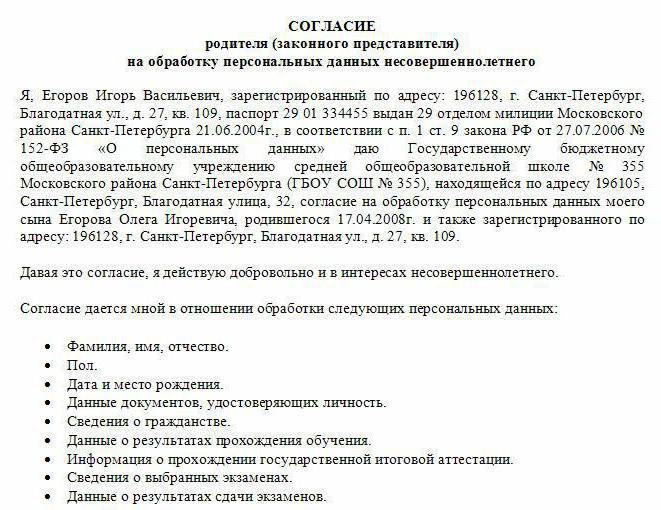 СОГЛАСИЕ
родителя (законного представителя)
на обработку персональных данных несовершеннолетнего
Я, Егоров Игорь Васильевич, зарегистрированный по адресу: 196128, г. Санкт-Петербург,
Благодатная ул., д. 27, кв. 109, паспорт 29 01 334455 выдан 29 отделом милиции Московского
района Санкт-Петербурга 21.06.2004г., в соответствии с п. 1 ст. 9 закона РФ от 27.07.2006 №
152-ФЗ «О персональных данных» даю Государственному бюджетному
общеобразовательному учреждению средней общеобразовательной школе № 355
Московского района Санкт-Петербурга (ГБОУ СОШ № 355), находящейся по адресу 196105,
Санкт-Петербург, Благодатная улица, 32, согласие на обработку персональных данных моего
сына Егорова Олега Игоревича, родившегося 17.04.2008г. и также зарегистрированного по
адресу: 196128, г. Санкт-Петербург, Благодатная ул., д. 27, кв. 109.
Давая это согласие, я действую добровольно и в интересах несовершеннолетнего.
Согласие дается мной в отношении обработки следующих персональных данных:
• Фамилия, имя, отчество.
• Пол.
• Дата и место рождения.
• Данные документов, удостоверяющих личность.
• Сведения о гражданстве.
• Данные о результатах прохождения обучения.
• Информация о прохождении государственной итоговой аттестации.
• Сведения о выбранных экзаменах.
• Данные о результатах сдачи экзаменов.